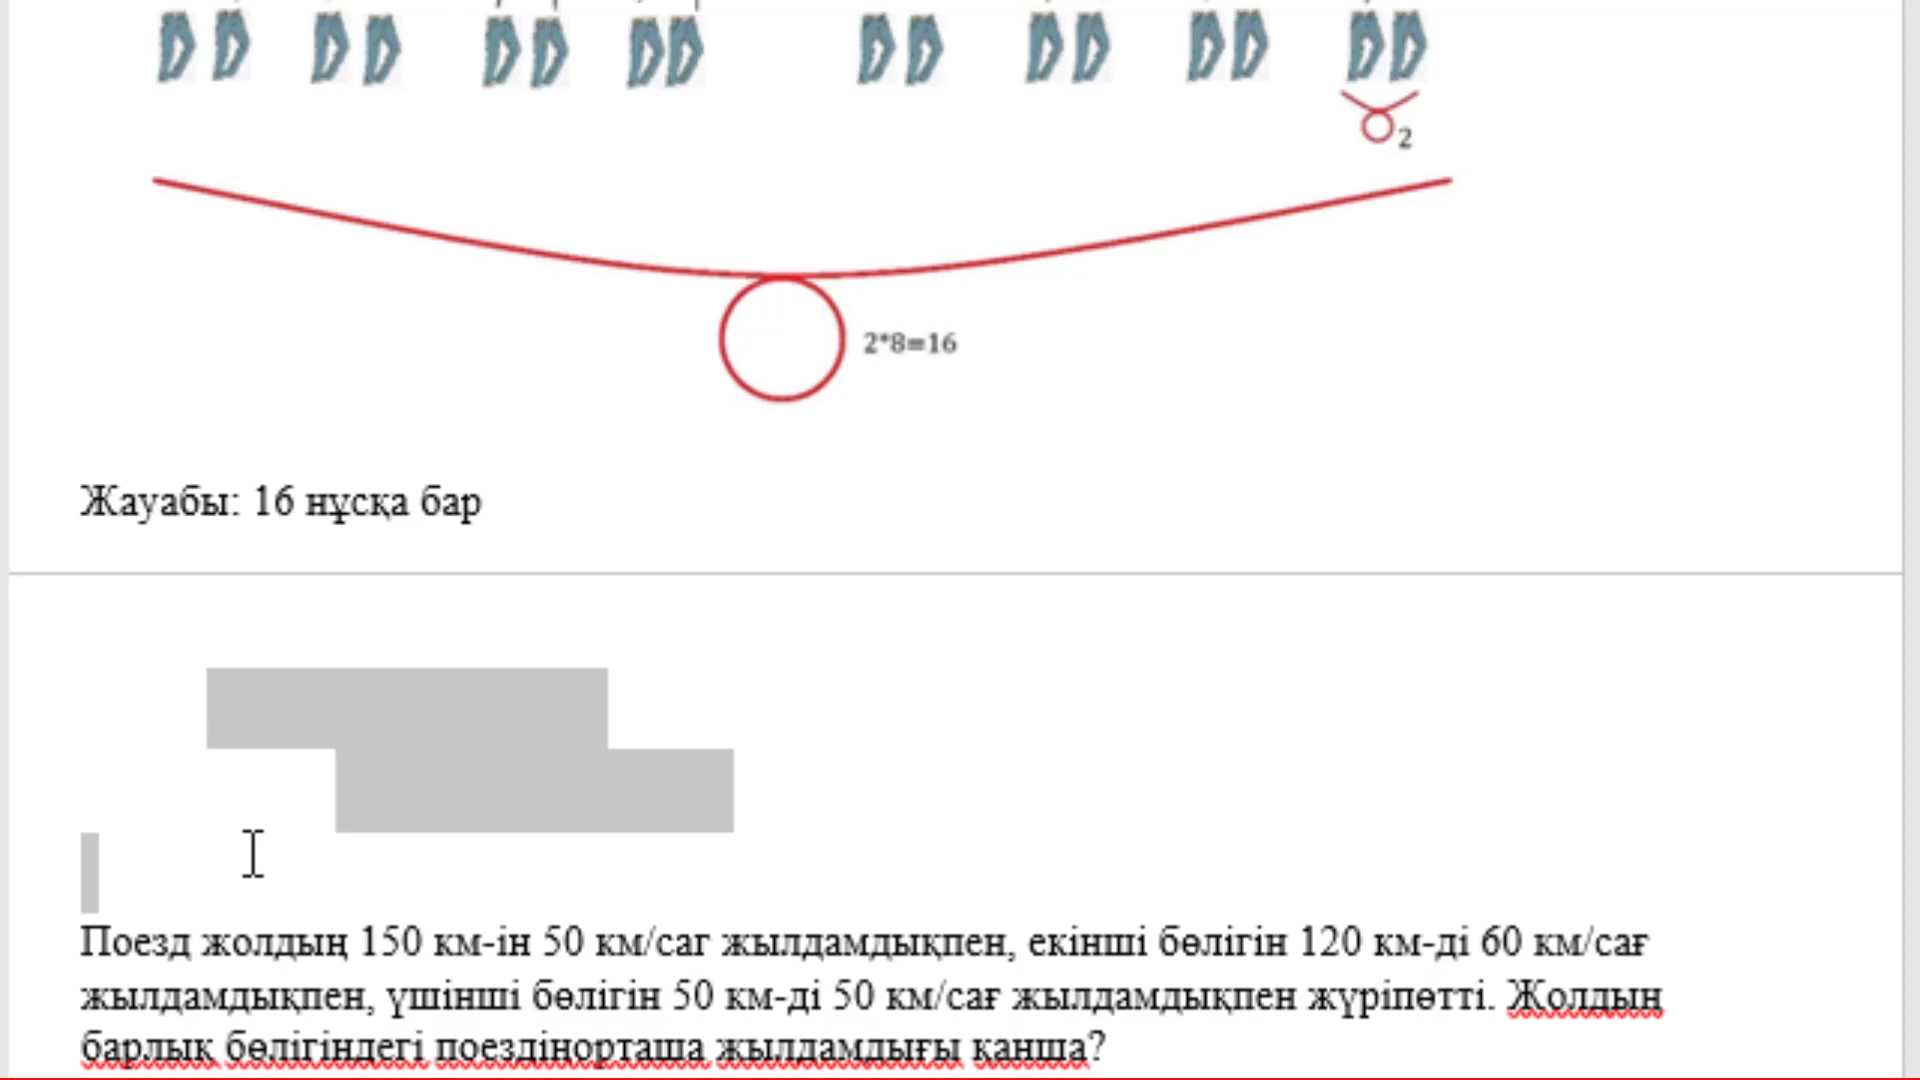 2
2*8=16
Жауабы: 16 нұсқа бар
Поезд жолдың 150 км-ін 50 км/саг жылдамдықпен, екінші бөлігін 120 км-ді 60 км/сағ
жылдамдықпен, үшінші бөлігін 50 км-ді 50 км/сағ жылдамдықпен жүріпөтті. Жолдың
барлық бөлігіндегі поездіңорташа жылдамдығы қанша?